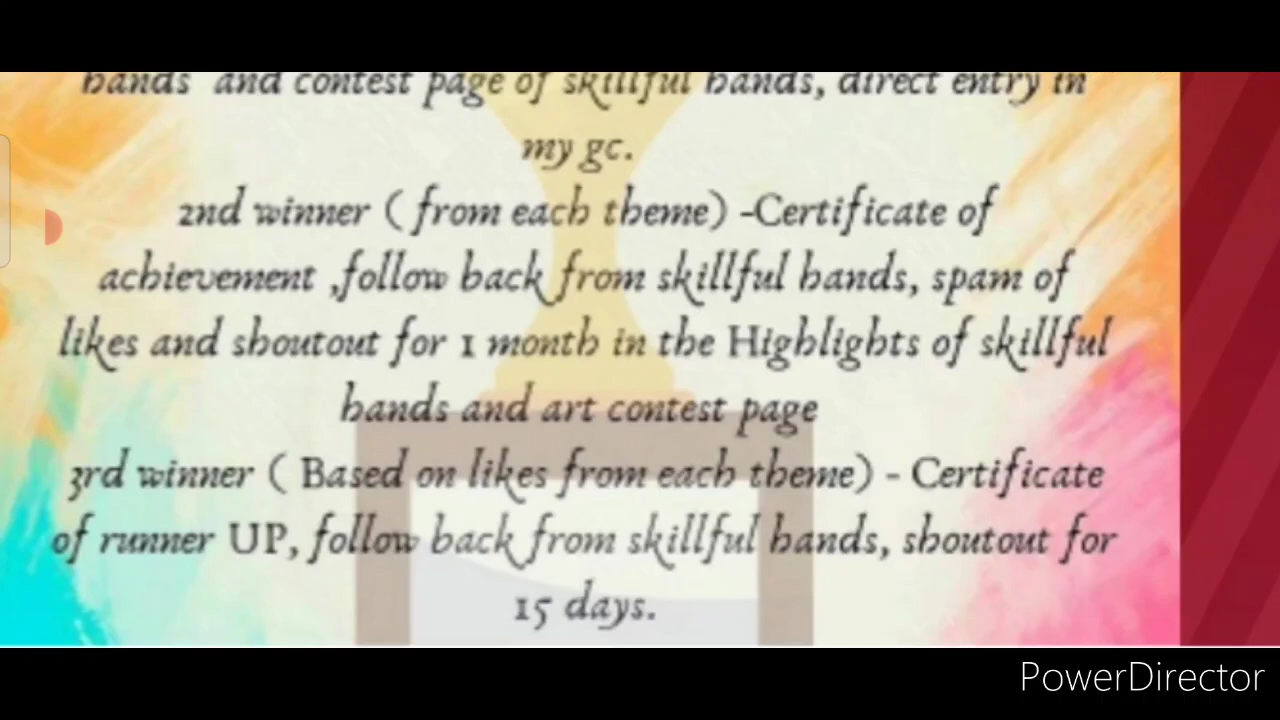 hands and contest page of skillful hands, direct entry in
my gc.
2nd winner ( from each theme) -Certificate of
achievement ,follow back from skillful hands, spam of
likes and shoutout for 1 month in the Highlights of skillful
hands and art contest page
3rd winner ( Based on likes from each theme) - Certificate
of runner UP, follow back from skillful hands, shoutout for
15 days.
PowerDirector